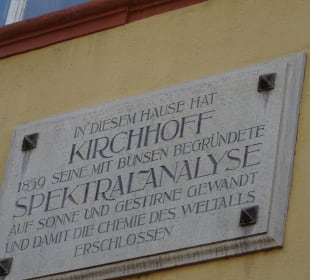 IN DIESEM HAUSE HAT
KIRCHHOFF
1859 SEINE MIT BUNSEN BEGRÜNDETE
SPEKTRALANALYSE
AUF SONNE UND GESTIRNE GEWANDT
UND DAMIT DIE CHEMIE DES WELTALLS
ERSCHLOSSEN